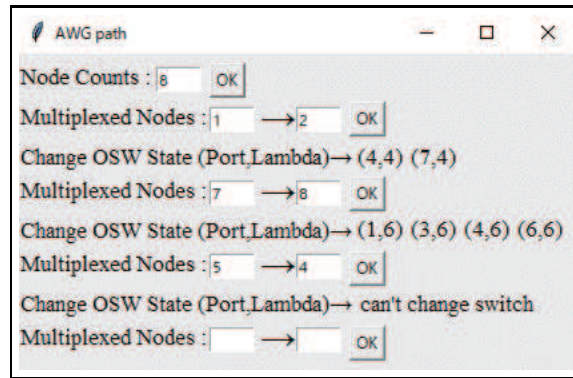 AWG path
Node Counts : 8 OK
Multiplexed Nodes : 1 → 2 OK
Change OSW State (Port,Lambda)→ (4,4) (7,4)
Multiplexed Nodes : 7 → 8 OK
Change OSW State (Port,Lambda)→ (1,6) (3,6) (4,6) (6,6)
Multiplexed Nodes : 5 → 4 OK
Change OSW State (Port,Lambda)→ can't change switch
Multiplexed Nodes : → OK